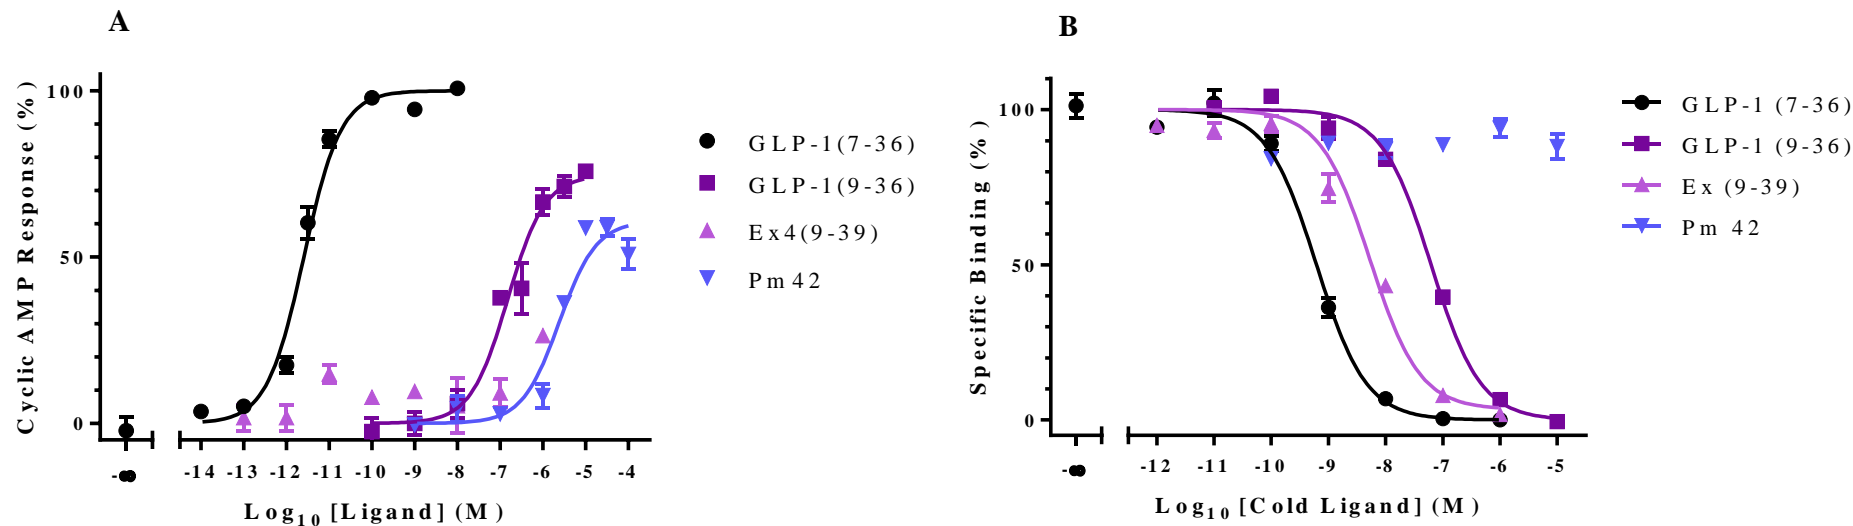 A
Cyclic AMP Response (%)
100
50
0
-∞
-14 -13 -12 -11 -10 -9 -8 -7 -6 -5 -4
Log10 [Ligand] (M)
GLP-1(7-36)
GLP-1(9-36)
Ex4(9-39)
Pm42
B
Specific Binding (%)
100
50
0
-∞
-12 -11 -10 -9 -8 -7 -6 -5
Log10 [Cold Ligand] (M)
GLP-1 (7-36)
GLP-1 (9-36)
Ex (9-39)
Pm 42